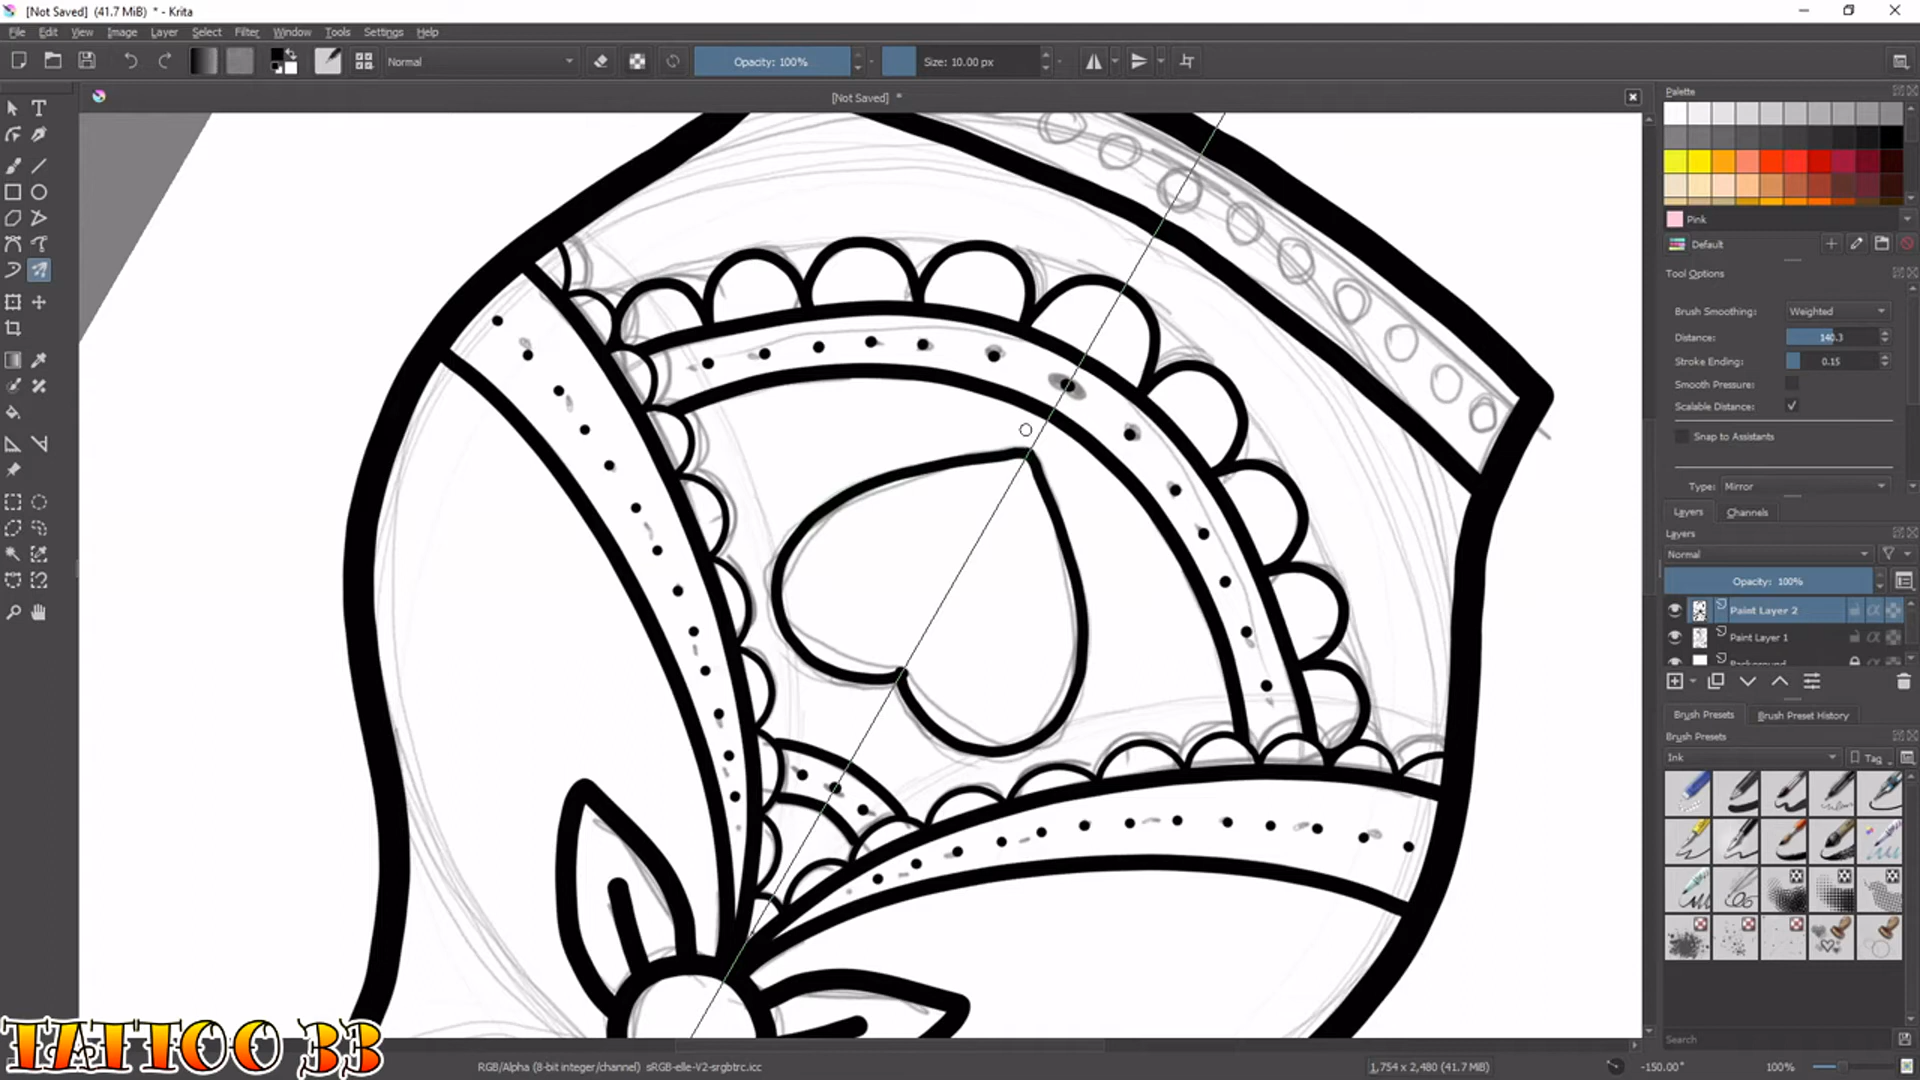 [Not Saved] (41.7 MiB) * - Krita
File Edit View Image Layer Select Filter Window Tools Settings Help
Normal
Opacity: 100%
Size: 10.00 px
[Not Saved] *
Palette
Pink
Default
Tool Options
Brush Smoothing: Weighted
Distance: 140.3
Stroke Ending: 0.15
Smooth Pressure:
Scalable Distance:
Snap to Assistants
Type: Mirror
Layers Channels
Layers
Normal
Opacity: 100%
Paint Layer 2
Paint Layer 1
Background
Brush Presets Brush Preset History
Brush Presets
Ink
Tag
Search
TATTOO 33
RGB/Alpha (8-bit integer/channel) sRGB-elle-V2-srgbtrc.icc
1,754 x 2,480 (41.7 MiB)
-150.00°
100%